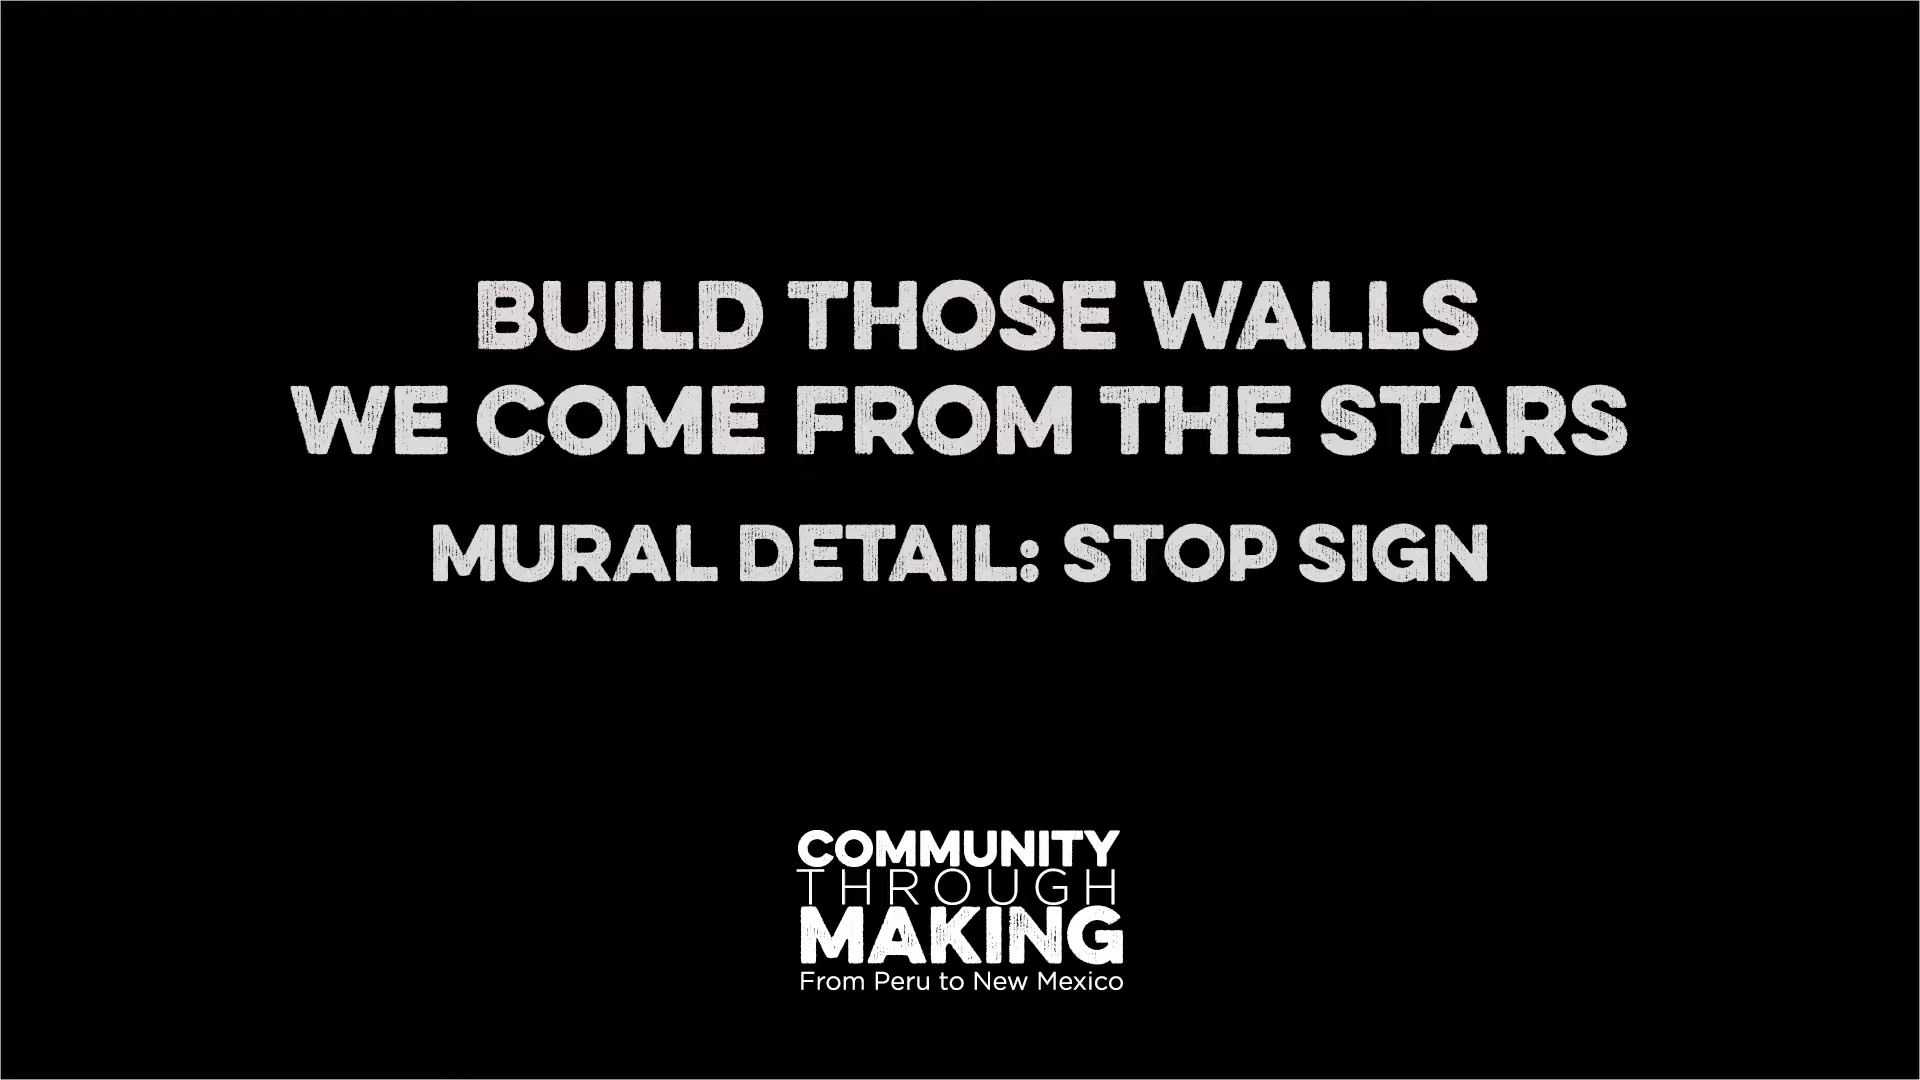 BUILD THOSE WALLS
WE COME FROM THE STARS
MURAL DETAIL: STOP SIGN
COMMUNITY
THROUGH
MAKING
From Peru to New Mexico